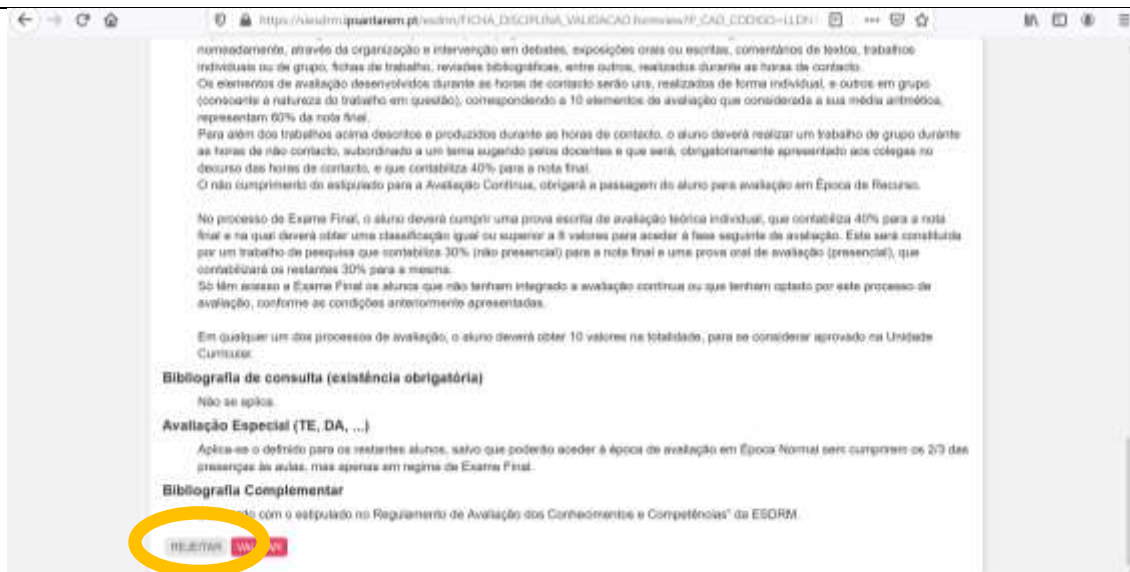 ipsantarem.pt
nomeadamente, através da organização e intervenção em debates, exposições orais ou escritas, comentários de textos, trabalhos
individuais ou de grupo, fichas de trabalho, revisões bibliográficas, entre outros, realizados durante as horas de contacto.
Os elementos de avaliação desenvolvidos durante as horas de contacto serão uns, realizados de forma individual, e outros em grupo
(consoante a natureza do trabalho em questão), correspondendo a 10 elementos de avaliação que considerada a sua média aritmética,
representam 60% da nota final.
Para além dos trabalhos acima descritos e produzidos durante as horas de contacto, o aluno deverá realizar um trabalho de grupo durante
as horas de não contacto, subordinado a um tema sugerido pelos docentes e que será, obrigatoriamente apresentado aos colegas no
decurso das horas de contacto, e que contabiliza 40% para a nota final.
O não cumprimento do estipulado para a Avaliação Contínua, obrigará a passagem do aluno para avaliação em Época de Recurso.
No processo de Exame Final, o aluno deverá cumprir uma prova escrita de avaliação teórica individual, que contabiliza 40% para a nota
final e na qual deverá obter uma classificação igual ou superior a 8 valores para aceder à fase seguinte de avaliação. Esta será constituída
por um trabalho de pesquisa que contabiliza 30% (não presencial) para a nota final e uma prova oral de avaliação (presencial), que
contabilizará os restantes 30% para a mesma.
Só têm acesso a Exame Final os alunos que não tenham integrado a avaliação contínua ou que tenham optado por este processo de
avaliação, conforme as condições anteriormente apresentadas.
Em qualquer um dos processos de avaliação, o aluno deverá obter 10 valores na totalidade, para se considerar aprovado na Unidade
Curricular.
Bibliografia de consulta (existência obrigatória)
Não se aplica.
Avaliação Especial (TE, DA, ...)
Aplica-se o definido para os restantes alunos, salvo que poderão aceder à época de avaliação em Época Normal sem cumprirem os 2/3 das
presenças às aulas, mas apenas em regime de Exame Final.
Bibliografia Complementar
com o estipulado no Regulamento de Avaliação dos Conhecimentos e Competências" da ESDRM.
REJEITAR